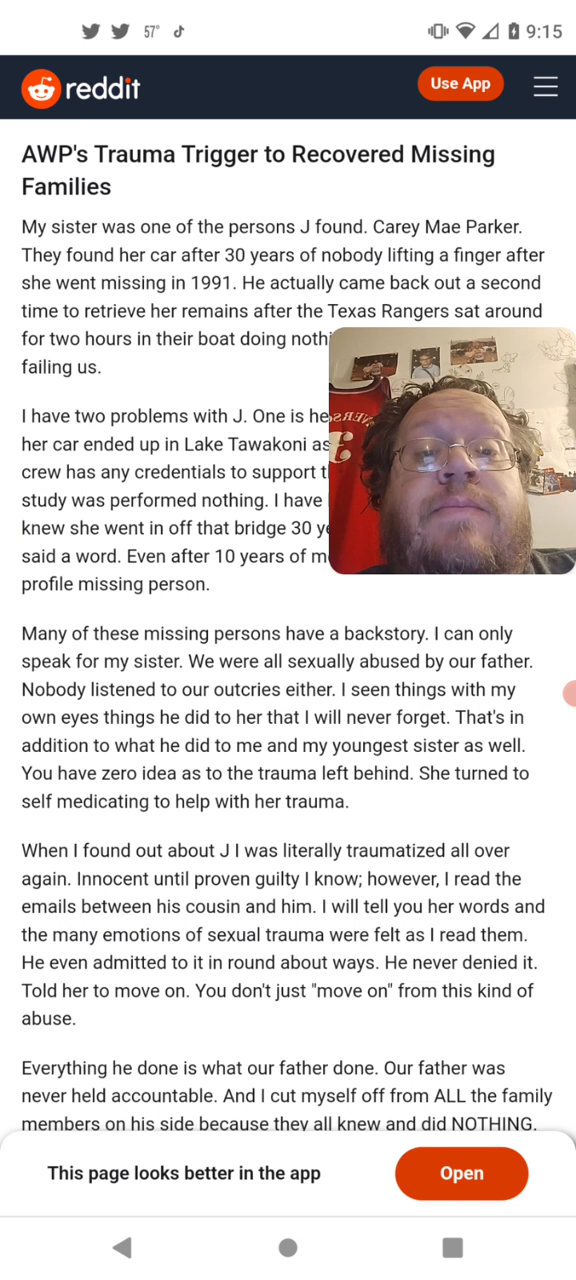 57°
9:15
reddit
Use App
AWP's Trauma Trigger to Recovered Missing
Families
My sister was one of the persons J found. Carey Mae Parker.
They found her car after 30 years of nobody lifting a finger after
she went missing in 1991. He actually came back out a second
time to retrieve her remains after the Texas Rangers sat around
for two hours in their boat doing nothi
failing us.
I have two problems with J. One is he
her car ended up in Lake Tawakoni as
crew has any credentials to support t
study was performed nothing. I have
knew she went in off that bridge 30 ye
said a word. Even after 10 years of m
profile missing person.
Many of these missing persons have a backstory. I can only
speak for my sister. We were all sexually abused by our father.
Nobody listened to our outcries either. I seen things with my
own eyes things he did to her that I will never forget. That's in
addition to what he did to me and my youngest sister as well.
You have zero idea as to the trauma left behind. She turned to
self medicating to help with her trauma.
When I found out about J I was literally traumatized all over
again. Innocent until proven guilty I know; however, I read the
emails between his cousin and him. I will tell you her words and
the many emotions of sexual trauma were felt as I read them.
He even admitted to it in round about ways. He never denied it.
Told her to move on. You don't just "move on" from this kind of
abuse.
Everything he done is what our father done. Our father was
never held accountable. And I cut myself off from ALL the family
members on his side because they all knew and did NOTHING.
This page looks better in the app
Open